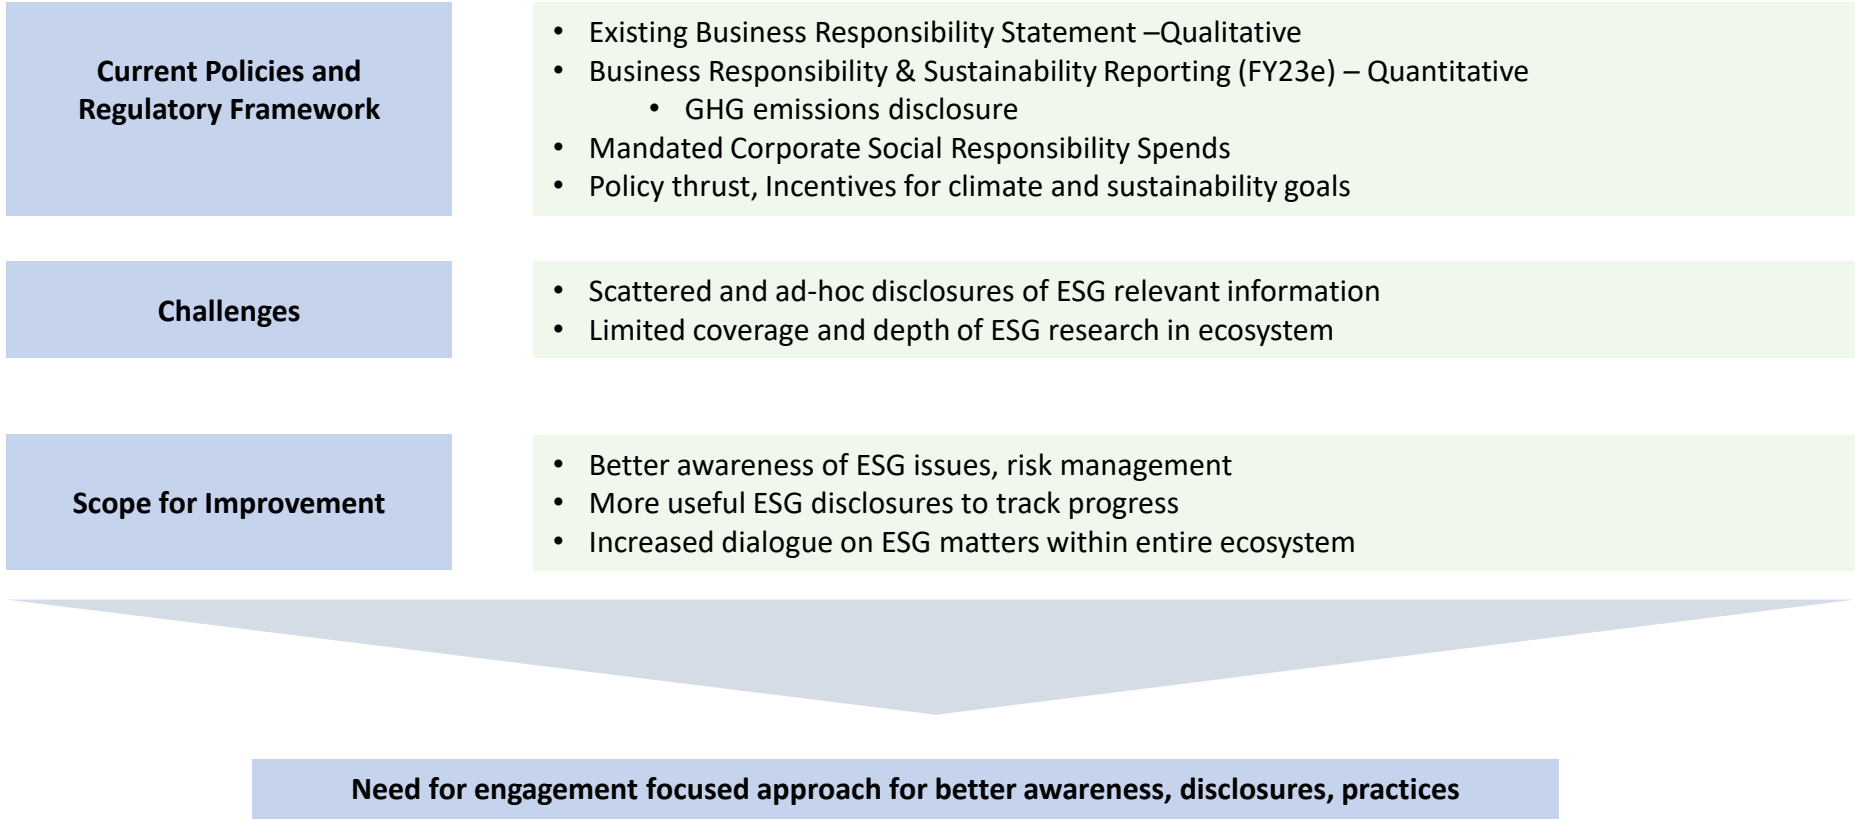 Current Policies and
Regulatory Framework
• Existing Business Responsibility Statement –Qualitative
• Business Responsibility & Sustainability Reporting (FY23e) – Quantitative
• GHG emissions disclosure
• Mandated Corporate Social Responsibility Spends
• Policy thrust, Incentives for climate and sustainability goals
Challenges
• Scattered and ad-hoc disclosures of ESG relevant information
• Limited coverage and depth of ESG research in ecosystem
Scope for Improvement
• Better awareness of ESG issues, risk management
• More useful ESG disclosures to track progress
• Increased dialogue on ESG matters within entire ecosystem
Need for engagement focused approach for better awareness, disclosures, practices